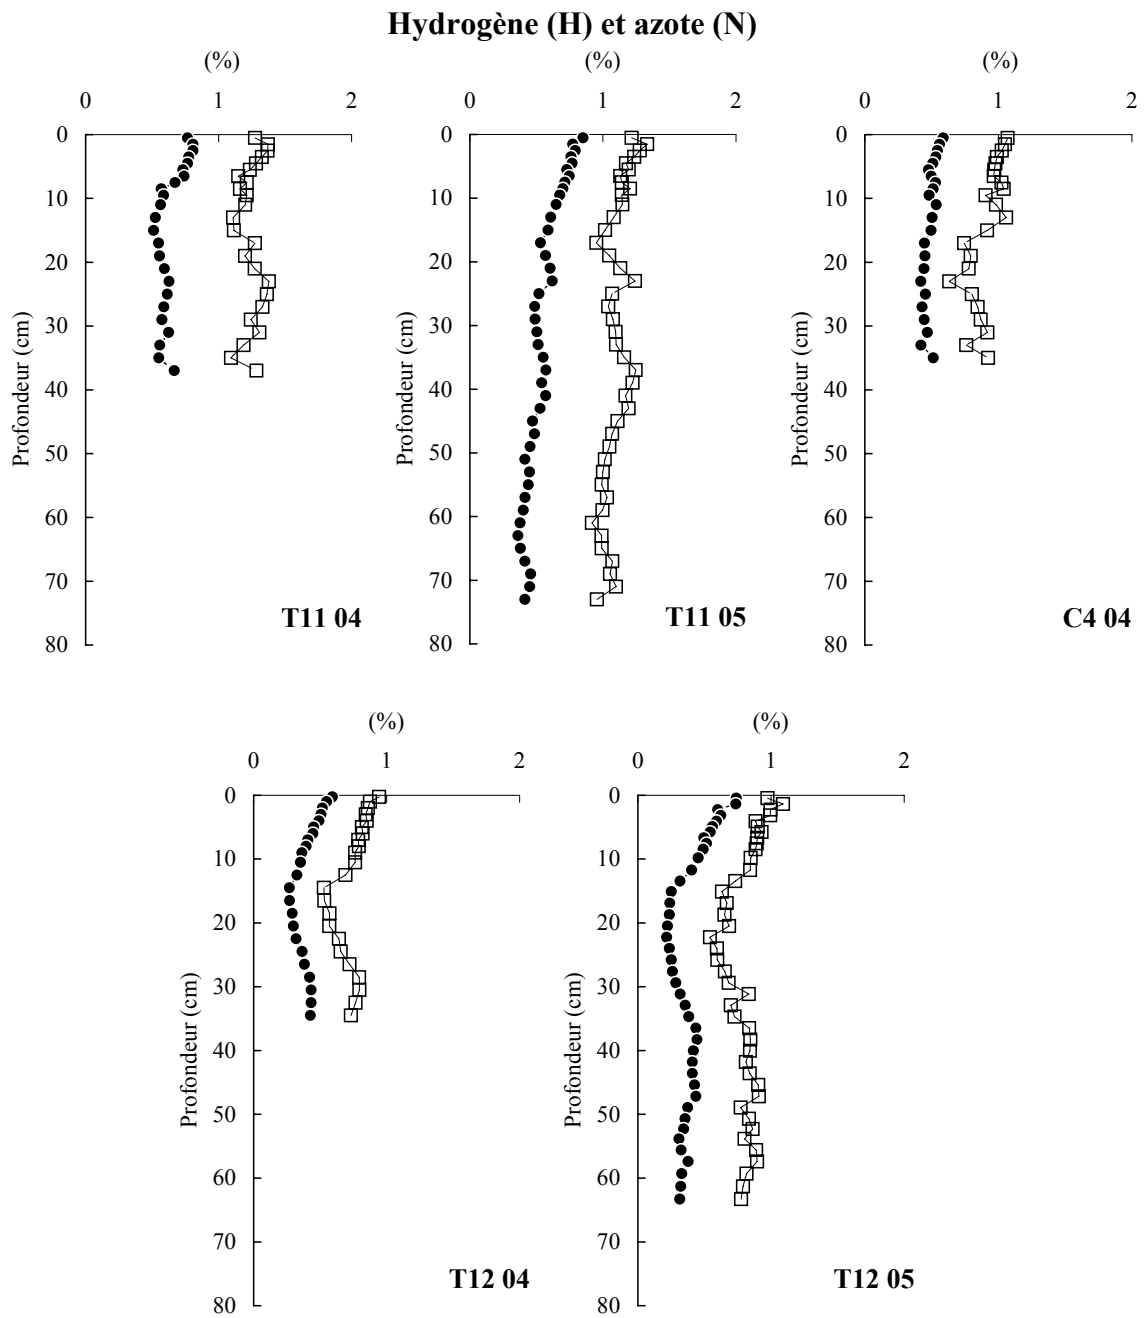 Hydrogène (H) et azote (N)
(%) (%) (%)
0 1 2 0 1 2 0 1 2
0 0 0
10 10 10
20 20 20
30 30 30
40 40 40
50 50 50
60 60 60
70 70 70
80 80 80
Profondeur (cm) Profondeur (cm) Profondeur (cm)
T11 04 T11 05 C4 04
(%) (%)
0 1 2 0 1 2
0 0
10 10
20 20
30 30
40 40
50 50
60 60
70 70
80 80
Profondeur (cm) Profondeur (cm)
T12 04 T12 05